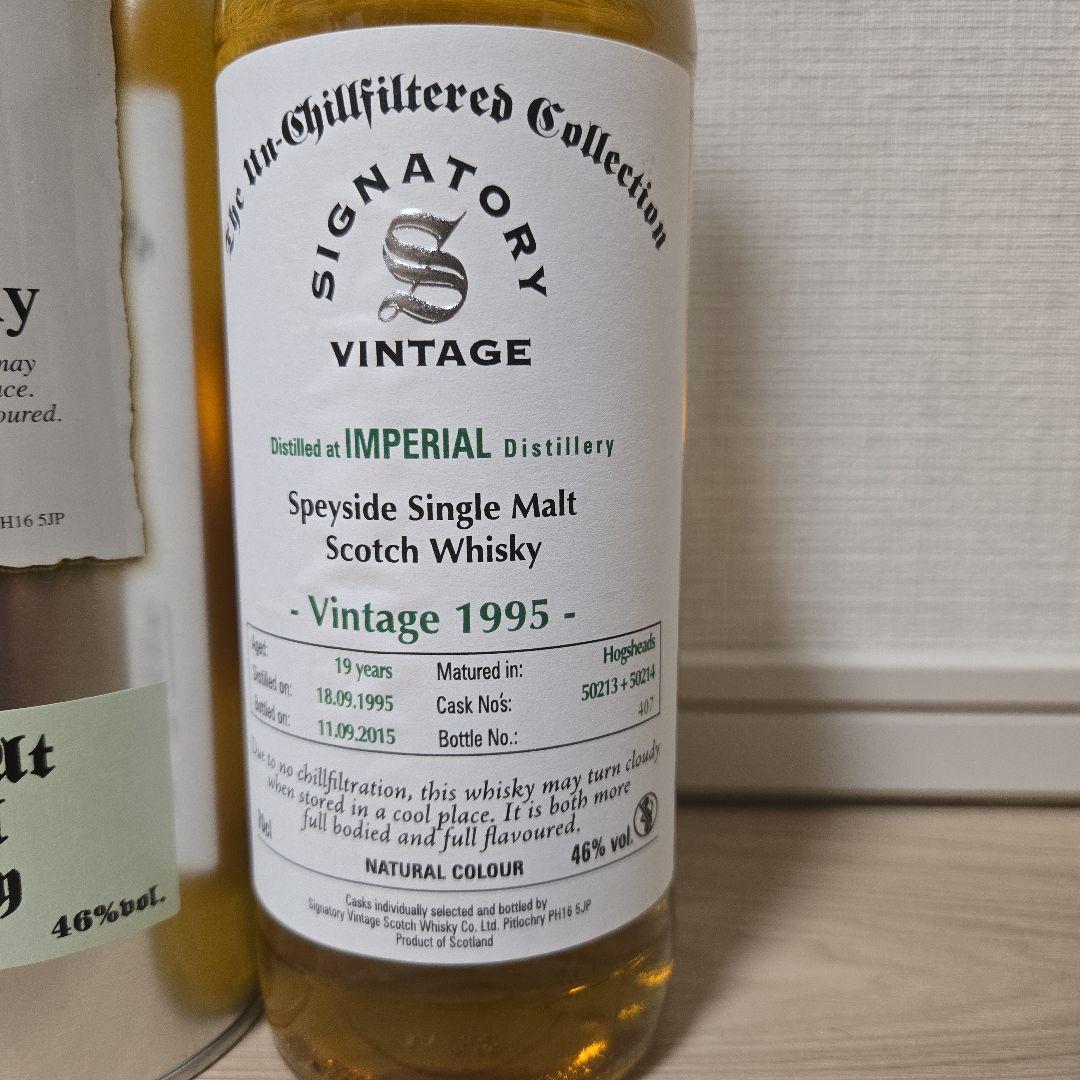 The Un-Chillfiltered Collection
SIGNATORY
S
VINTAGE
Distilled at IMPERIAL Distillery
Speyside Single Malt
Scotch Whisky
- Vintage 1995 -
Aged: 19 years Matured in: Hogsheads
Distilled on: 18.09.1995 Cask No's: 50213 + 50214
Bottled on: 11.09.2015 Bottle No.: 407
Due to no chillfiltration, this whisky may turn cloudy
when stored in a cool place. It is both more
full bodied and full flavoured.
70cl NATURAL COLOUR 46% vol.
Casks individually selected and bottled by
Signatory Vintage Scotch Whisky Co. Ltd. Pitlochry PH16 5JP
Product of Scotland
y
may
ce.
oured.
H16 5JP
lt
y
46%vol.